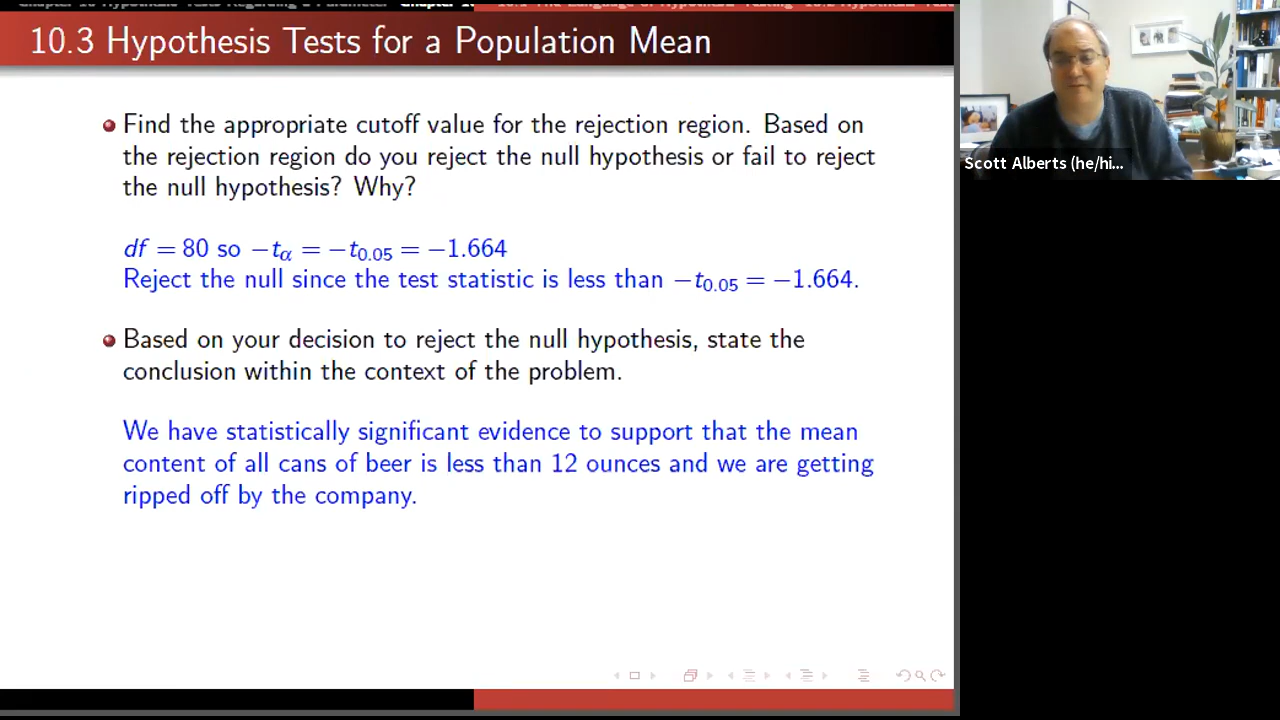 10.3 Hypothesis Tests for a Population Mean
Find the appropriate cutoff value for the rejection region. Based on
the rejection region do you reject the null hypothesis or fail to reject
the null hypothesis? Why?
df = 80 so −tα = −t0.05 = −1.664
Reject the null since the test statistic is less than −t0.05 = −1.664.
Based on your decision to reject the null hypothesis, state the
conclusion within the context of the problem.
We have statistically significant evidence to support that the mean
content of all cans of beer is less than 12 ounces and we are getting
ripped off by the company.
Scott Alberts (he/hi...